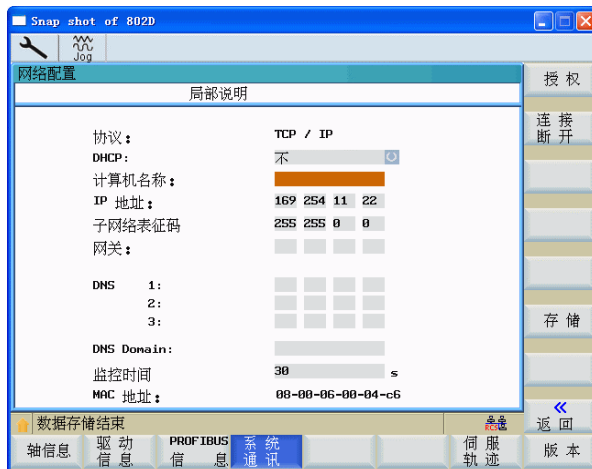 Snap shot of 802D
Jog
网络配置
授权
局部说明
连接
断开
协议: TCP / IP
DHCP: 不
计算机名称:
IP 地址: 169 254 11 22
子网络表征码 255 255 0 0
网关:
DNS 1:
2:
3:
存储
DNS Domain:
监控时间 30 s
MAC 地址: 08-00-06-00-04-c6
数据存储结束
RCS
«
返回
轴信息
驱动
信息
PROFIBUS
信息
系统
通讯
伺服
轨迹
版本